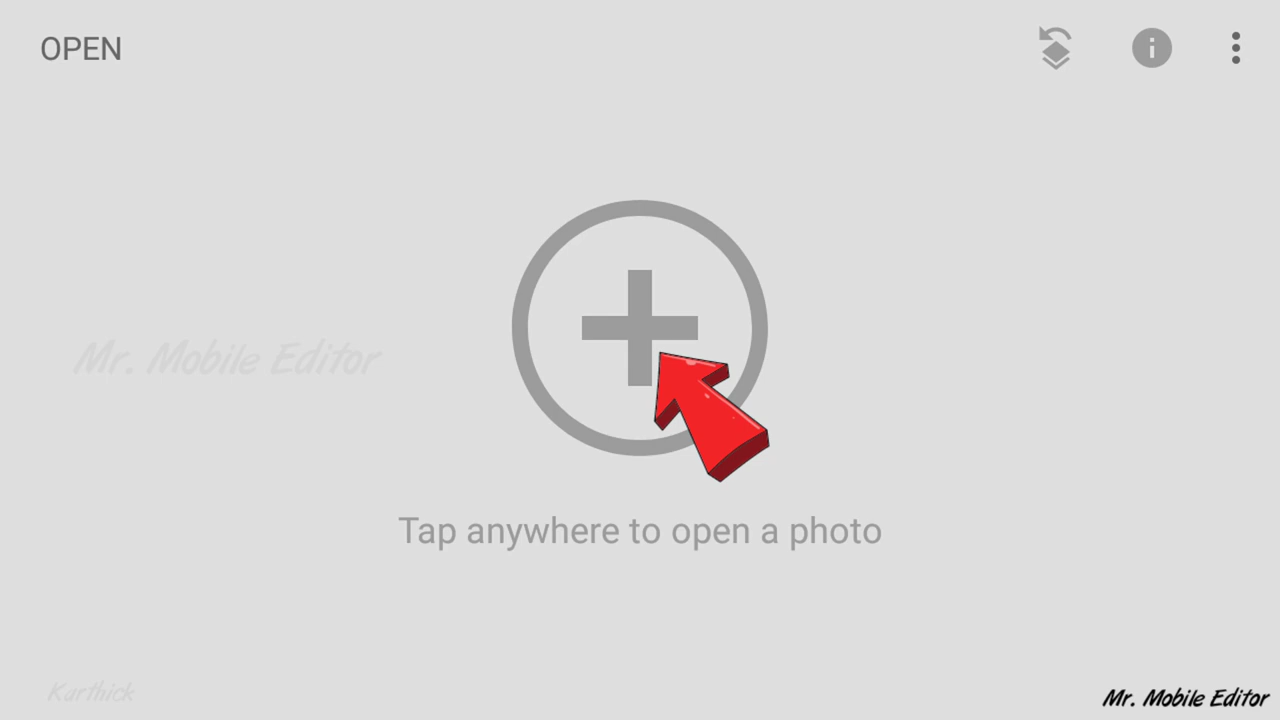 OPEN
Mr. Mobile Editor
Tap anywhere to open a photo
Karthick
Mr. Mobile Editor